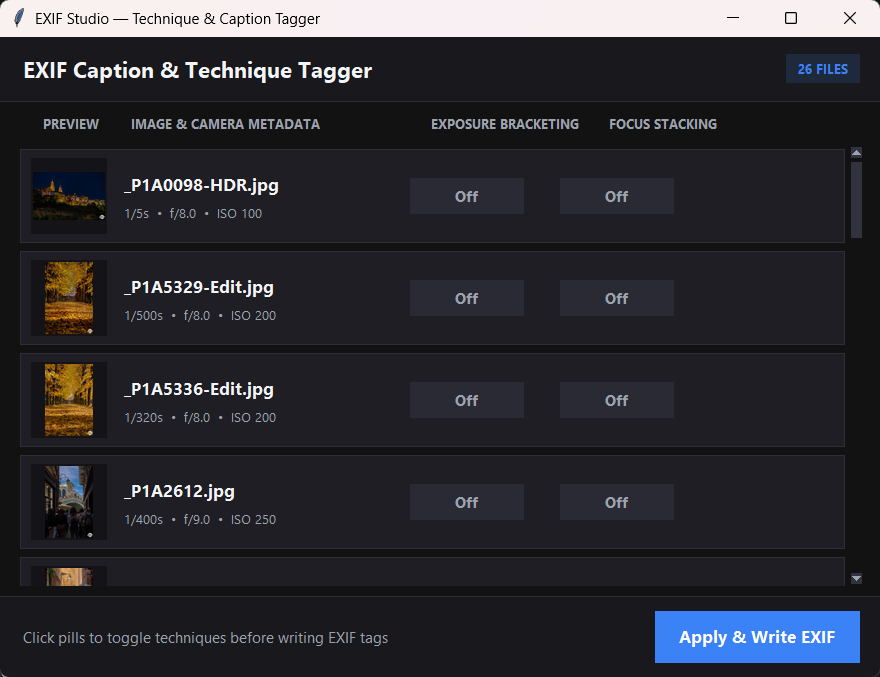 EXIF Studio — Technique & Caption Tagger
EXIF Caption & Technique Tagger
26 FILES
PREVIEW IMAGE & CAMERA METADATA EXPOSURE BRACKETING FOCUS STACKING
_P1A0098-HDR.jpg
1/5s • f/8.0 • ISO 100
Off Off
_P1A5329-Edit.jpg
1/500s • f/8.0 • ISO 200
Off Off
_P1A5336-Edit.jpg
1/320s • f/8.0 • ISO 200
Off Off
_P1A2612.jpg
1/400s • f/9.0 • ISO 250
Off Off
Click pills to toggle techniques before writing EXIF tags
Apply & Write EXIF